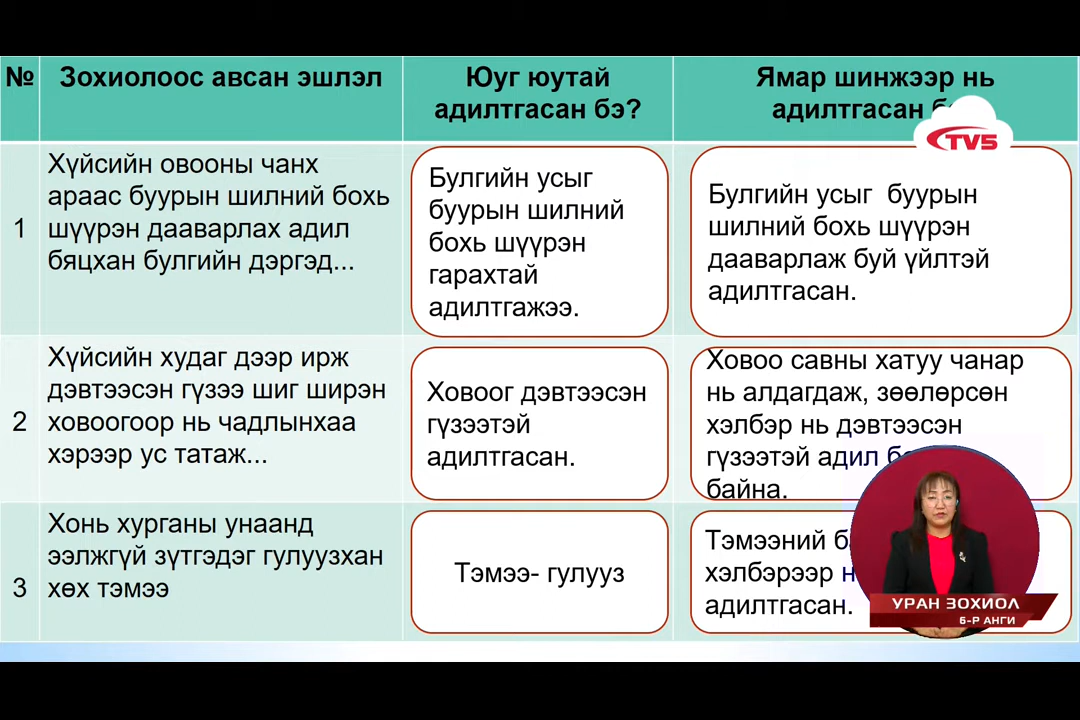 №
Зохиолоос авсан эшлэл
Юуг юутай
адилтгасан бэ?
Ямар шинжээр нь
адилтгасан
TV5
1
Хүйсийн овооны чанх
араас буурын шилний бохь
шүүрэн дааварлах адил
бяцхан булгийн дэргэд...
Булгийн усыг
буурын шилний
бохь шүүрэн
гарахтай
адилтгажээ.
Булгийн усыг буурын
шилний бохь шүүрэн
дааварлаж буй үйлтэй
адилтгасан.
2
Хүйсийн худаг дээр ирж
дэвтээсэн гүзээ шиг ширэн
ховоогоор нь чадлынхаа
хэрээр ус татаж...
Ховоог дэвтээсэн
гүзээтэй
адилтгасан.
Ховоо савны хатуу чанар
нь алдагдаж, зөөлөрсөн
хэлбэр нь дэвтээсэн
гүзээтэй адил
байна.
3
Хонь хурганы унаанд
ээлжгүй зүтгэдэг гулуузхан
хөх тэмээ
Тэмээ- гулууз
Тэмээний
хэлбэрээр
адилтгасан.
УРАН ЗОХИОЛ
6-Р АНГИ